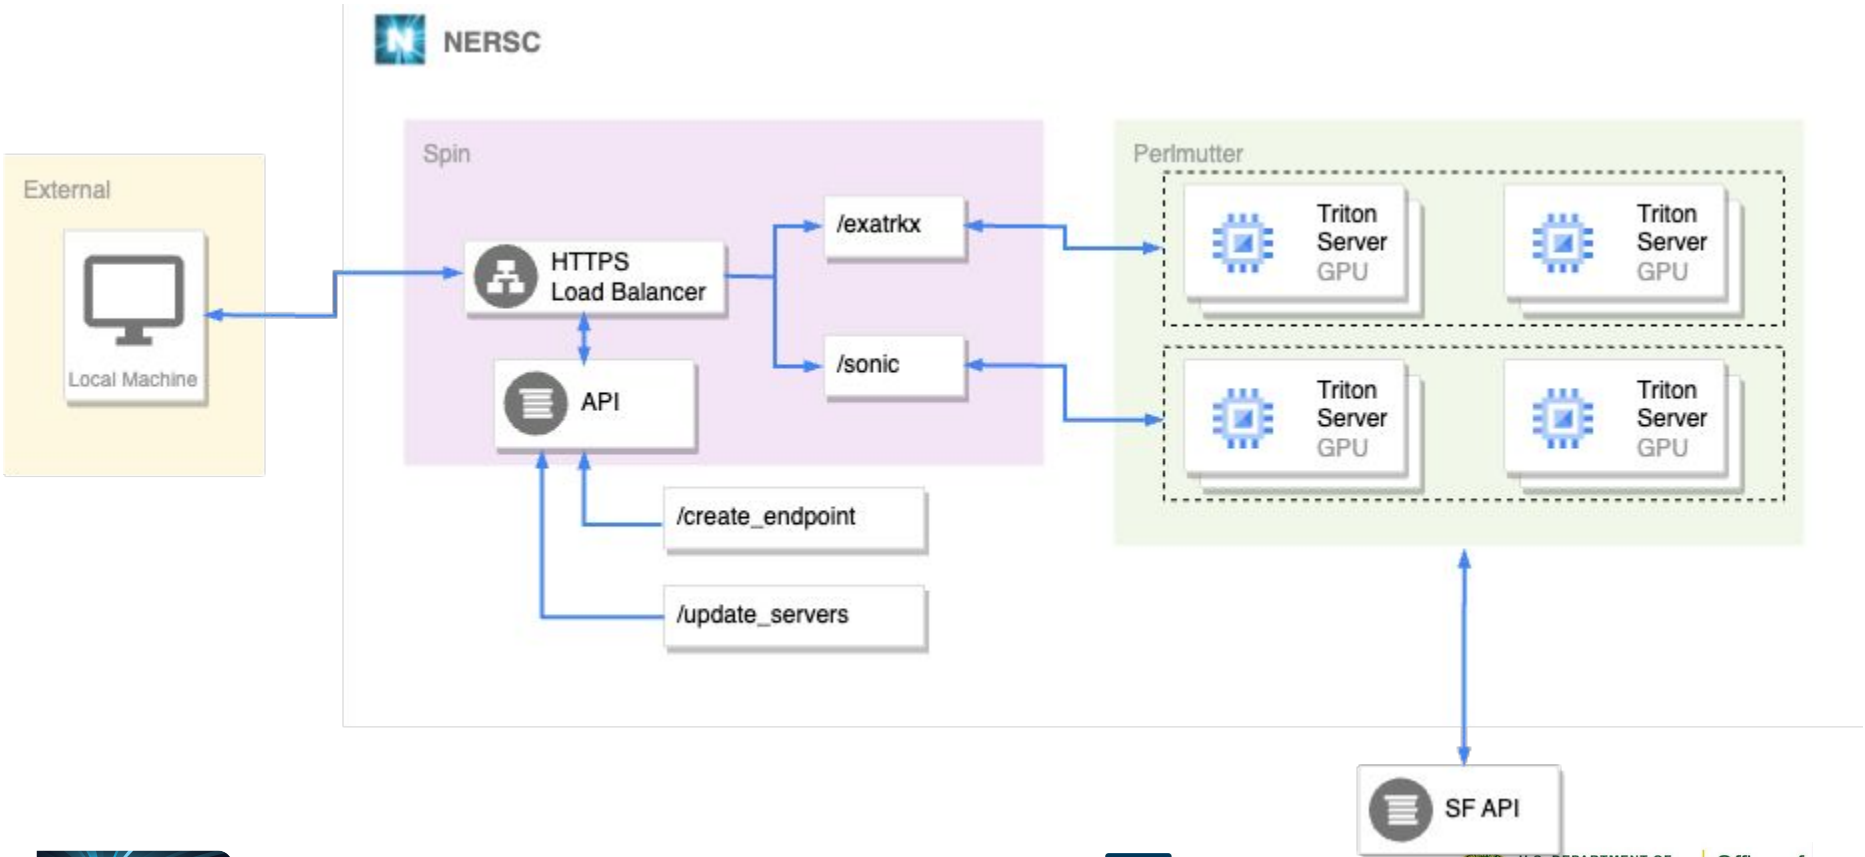 NERSC
External
Local Machine
Spin
HTTPS
Load Balancer
API
/exatrkx
/sonic
/create_endpoint
/update_servers
Perlmutter
Triton
Server
GPU
Triton
Server
GPU
Triton
Server
GPU
Triton
Server
GPU
SF API